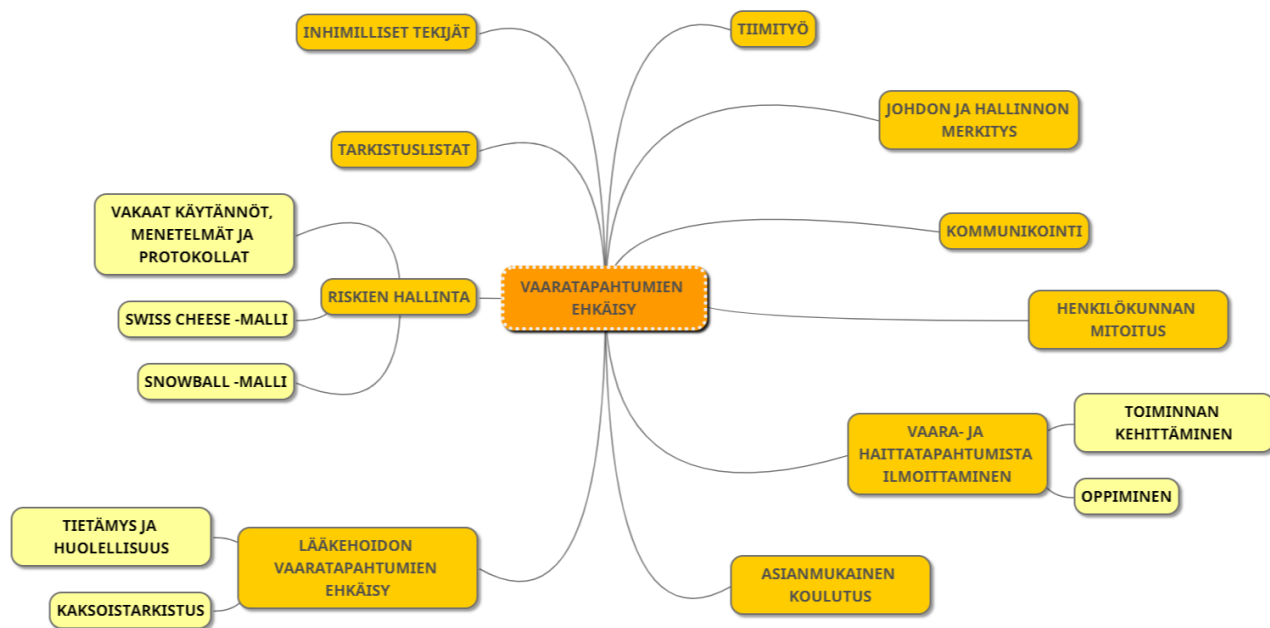 INHIMILLISET TEKIJÄT
TIIMITYÖ
JOHDON JA HALLINNON
MERKITYS
TARKISTUSLISTAT
VAKAAT KÄYTÄNNÖT,
MENETELMÄT JA
PROTOKOLLAT
KOMMUNIKOINTI
RISKIEN HALLINTA
VAARATAPAHTUMIEN
EHKÄISY
SWISS CHEESE -MALLI
HENKILÖKUNNAN
MITOITUS
SNOWBALL -MALLI
VAARA- JA
HAITTATAPAHTUMISTA
ILMOITTAMINEN
TOIMINNAN
KEHITTÄMINEN
OPPIMINEN
TIETÄMYS JA
HUOLELLISUUS
LÄÄKEHOIDON
VAARATAPAHTUMIEN
EHKÄISY
KAKSOISTARKISTUS
ASIANMUKAINEN
KOULUTUS